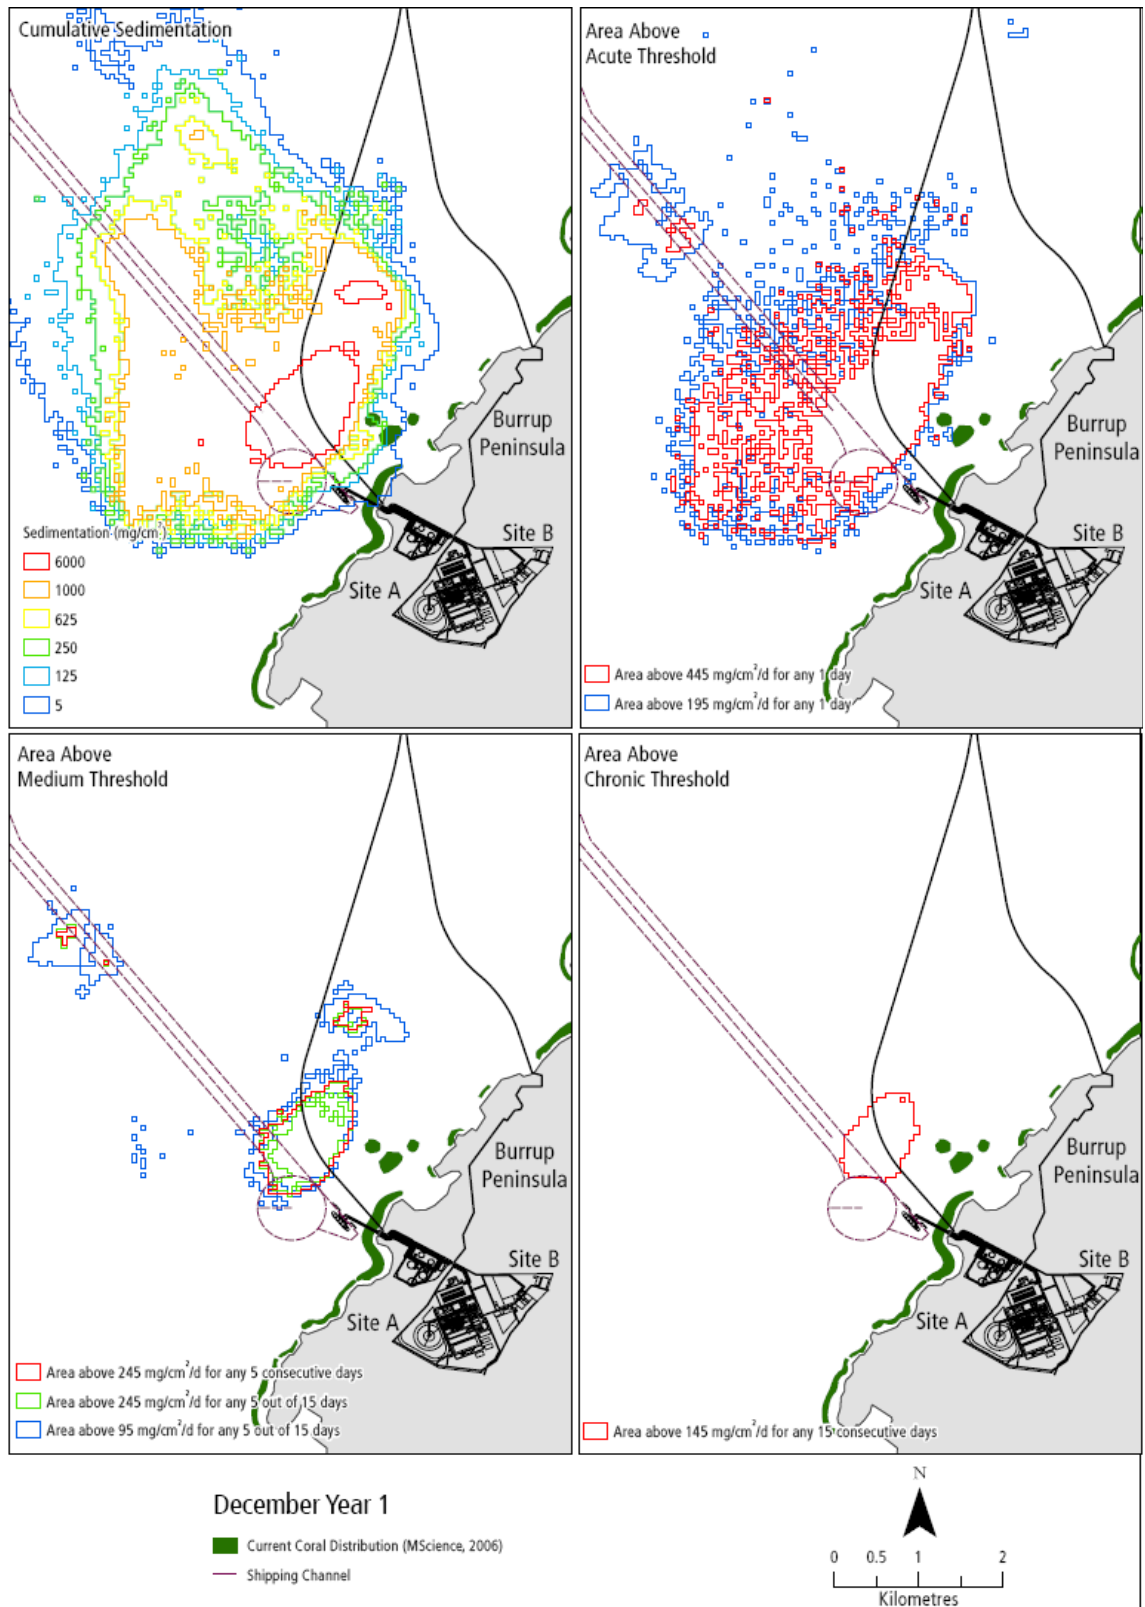 Cumulative Sedimentation
Burrup
Peninsula
Site B
Site A
Sedimentation (mg/cm²)
6000
1000
625
250
125
5
Area Above
Acute Threshold
Burrup
Peninsula
Site B
Site A
Area above 445 mg/cm²/d for any 1 day
Area above 195 mg/cm²/d for any 1 day
Area Above
Medium Threshold
Burrup
Peninsula
Site B
Site A
Area above 245 mg/cm²/d for any 5 consecutive days
Area above 245 mg/cm²/d for any 5 out of 15 days
Area above 95 mg/cm²/d for any 5 out of 15 days
Area Above
Chronic Threshold
Burrup
Peninsula
Site B
Site A
Area above 145 mg/cm²/d for any 15 consecutive days
December Year 1
Current Coral Distribution (MScience, 2006)
Shipping Channel
N
0 0.5 1 2
Kilometres